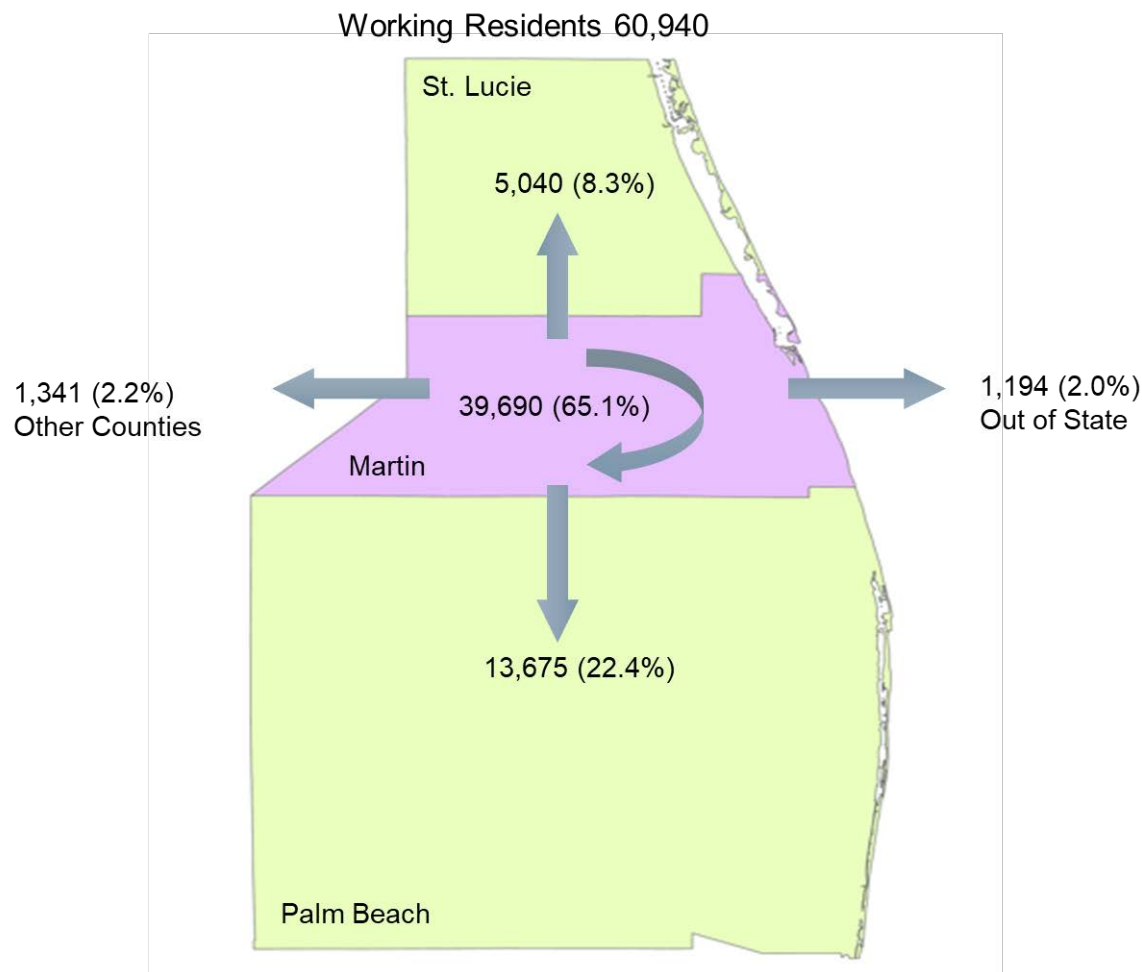 Working Residents 60,940
St. Lucie
5,040 (8.3%)
1,341 (2.2%)
Other Counties
39,690 (65.1%)
1,194 (2.0%)
Out of State
Martin
13,675 (22.4%)
Palm Beach